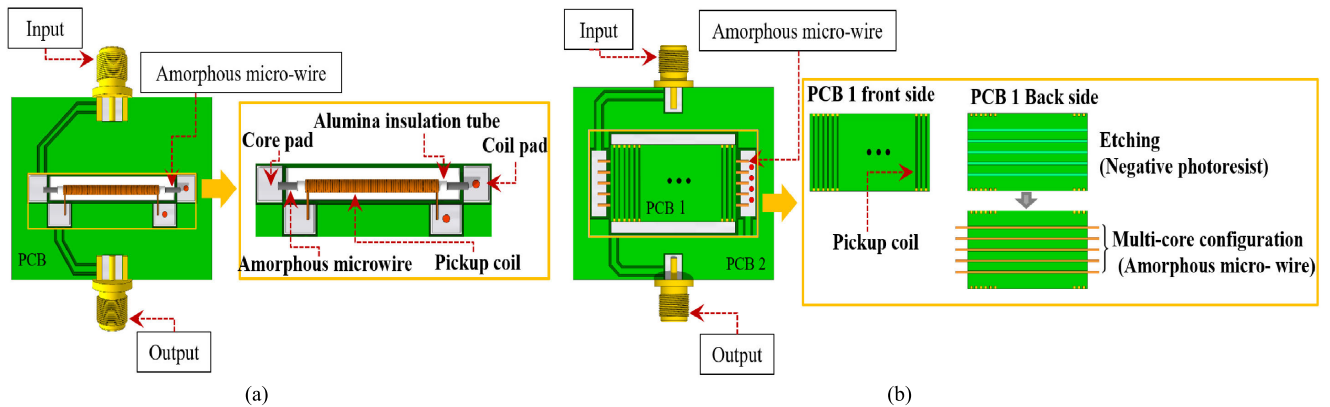 Input
Amorphous micro-wire
Alumina insulation tube
Core pad
Coil pad
PCB
Amorphous microwire
Pickup coil
Output
(a)
Input
Amorphous micro-wire
PCB 1 front side
PCB 1 Back side
Etching
(Negative photoresist)
PCB 1
Pickup coil
Multi-core configuration
(Amorphous micro- wire)
PCB 2
Output
(b)